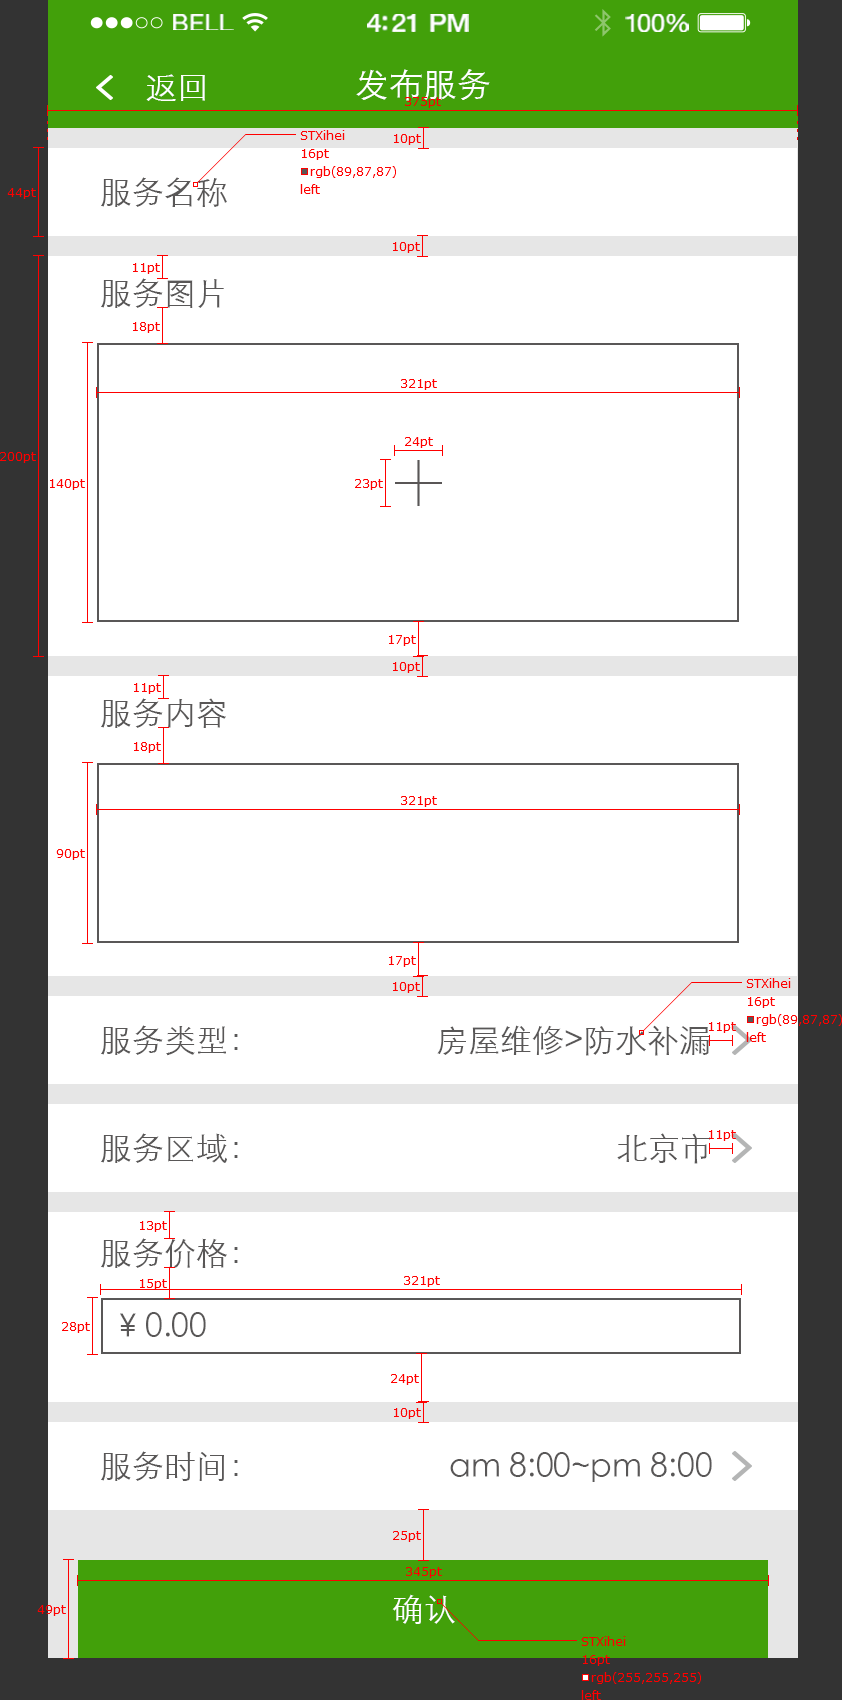 ●●●○○ BELL 4:21 PM 100%
返回 发布服务
375pt
STXihei
16pt
rgb(89,87,87)
left
10pt
44pt
服务名称
10pt
11pt
服务图片
18pt
321pt
24pt
23pt
200pt
140pt
17pt
10pt
11pt
服务内容
18pt
321pt
90pt
17pt
10pt
STXihei
16pt
rgb(89,87,87)
left
服务类型: 房屋维修>防水补漏 11pt
服务区域: 北京市 11pt
13pt
服务价格:
15pt
321pt
28pt
¥ 0.00
24pt
10pt
服务时间: am 8:00~pm 8:00
25pt
345pt
49pt
确认
STXihei
16pt
rgb(255,255,255)
left